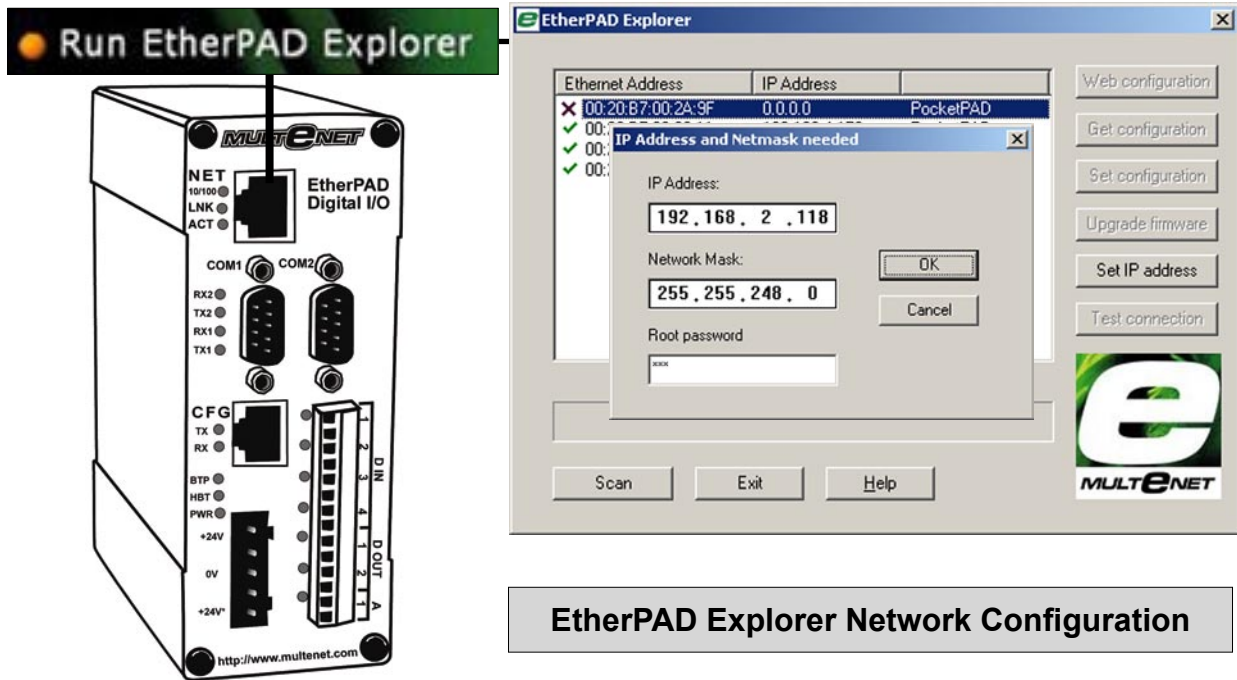 Run EtherPAD Explorer
MULTENET
NET
10/100
LNK
ACT
EtherPAD
Digital I/O
COM1
COM2
RX2
TX2
RX1
TX1
CFG
TX
RX
BTP
HBT
PWR
+24V
0V
+24V*
1
2
3
4
D IN
1
2
D OUT
1
A
http://www.multenet.com
e EtherPAD Explorer
Ethernet Address IP Address
00:20:B7:00:2A:9F 0.0.0.0 PocketPAD
00:
00:
00:
IP Address and Netmask needed
IP Address:
192.168. 2 .118
Network Mask:
255.255.248. 0
Root password
xxx
OK
Cancel
Web configuration
Get configuration
Set configuration
Upgrade firmware
Set IP address
Test connection
e
MULTENET
Scan Exit Help
EtherPAD Explorer Network Configuration